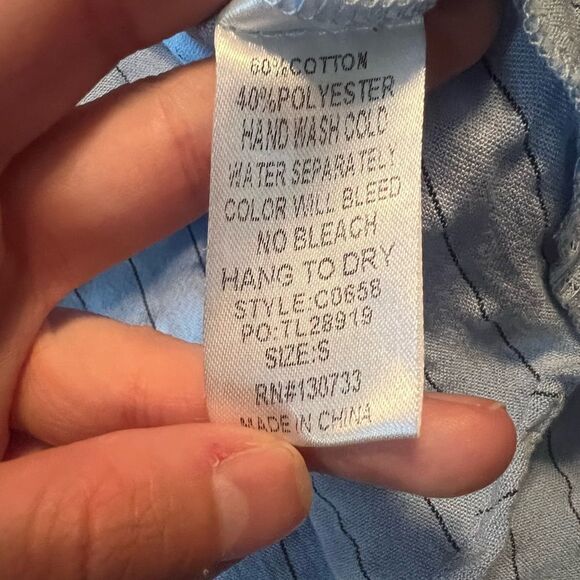 60%COTTON
40%POLYESTER
HAND WASH COLD
WATER SEPARATELY
COLOR WILL BLEED
NO BLEACH
HANG TO DRY
STYLE:C0658
PO:TL28919
SIZE:S
RN#130733
MADE IN CHINA